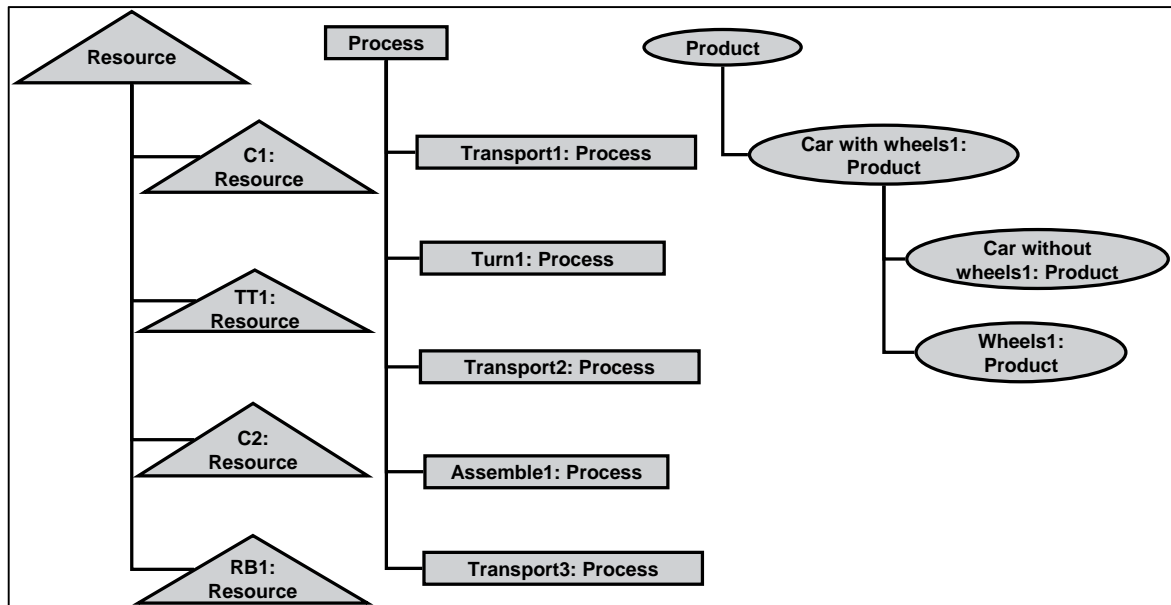 Resource
C1:
Resource
TT1:
Resource
C2:
Resource
RB1:
Resource
Process
Transport1: Process
Turn1: Process
Transport2: Process
Assemble1: Process
Transport3: Process
Product
Car with wheels1:
Product
Car without
wheels1: Product
Wheels1:
Product